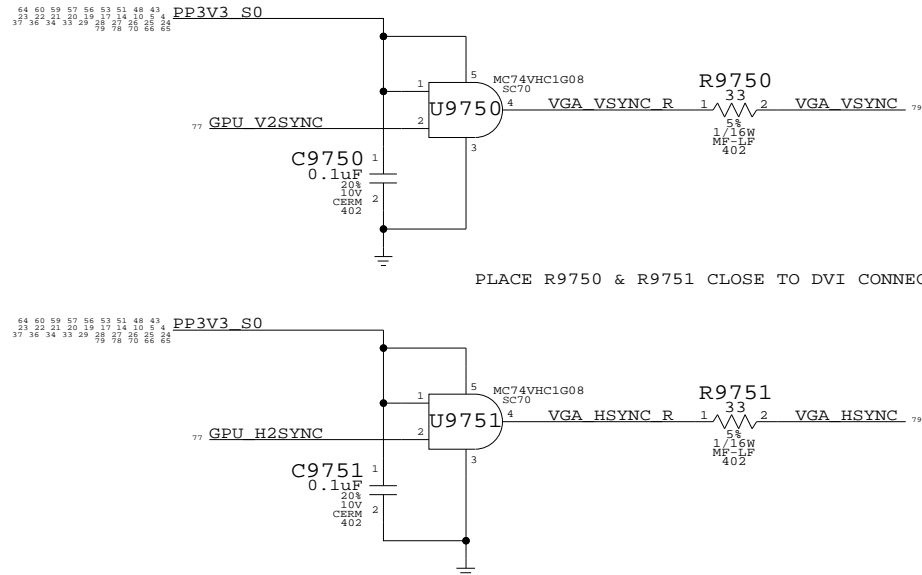 64 60 59 57 56 53 51 48 43
23 22 21 20 19 17 14 10 5 4
37 36 34 33 29 28 27 26 25 24
79 78 70 66 65
PP3V3_S0
5
MC74VHC1G08
SC70
1
U9750
4
VGA_VSYNC_R
R9750
1
33
2
5%
1/16W
MF-LF
402
VGA_VSYNC
79
77
GPU_V2SYNC
2
3
C9750
1
0.1uF
20%
10V
CERM
402
2
PLACE R9750 & R9751 CLOSE TO DVI CONNEC
64 60 59 57 56 53 51 48 43
23 22 21 20 19 17 14 10 5 4
37 36 34 33 29 28 27 26 25 24
79 78 70 66 65
PP3V3_S0
5
MC74VHC1G08
SC70
1
U9751
4
VGA_HSYNC_R
R9751
1
33
2
5%
1/16W
MF-LF
402
VGA_HSYNC
79
77
GPU_H2SYNC
2
3
C9751
1
0.1uF
20%
10V
CERM
402
2